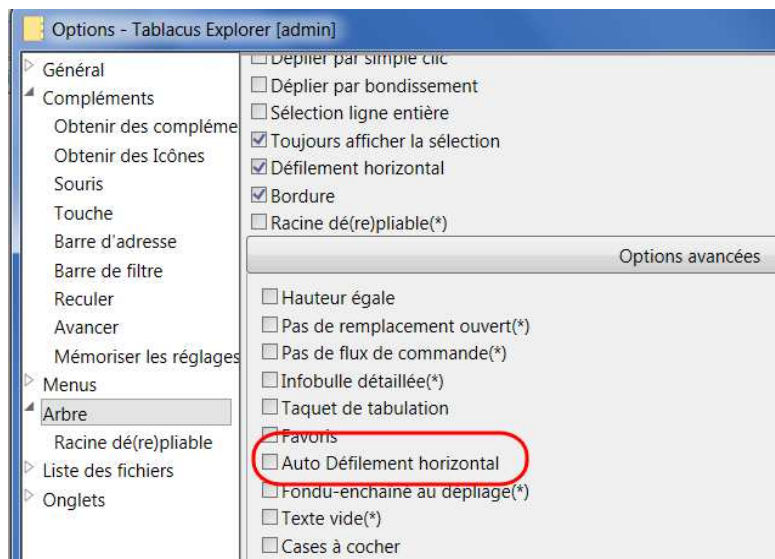 Options - Tablacus Explorer [admin]
Général
Compléments
Obtenir des compléme
Obtenir des Icônes
Souris
Touche
Barre d'adresse
Barre de filtre
Reculer
Avancer
Mémoriser les réglages
Menus
Arbre
Racine dé(re)pliable
Liste des fichiers
Onglets
Déplier par simple clic
Déplier par bondissement
Sélection ligne entière
Toujours afficher la sélection
Défilement horizontal
Bordure
Racine dé(re)pliable(*)
Options avancées
Hauteur égale
Pas de remplacement ouvert(*)
Pas de flux de commande(*)
Infobulle détaillée(*)
Taquet de tabulation
Favoris
Auto Défilement horizontal
Fondu-enchaîné au dépliage(*)
Texte vide(*)
Cases à cocher